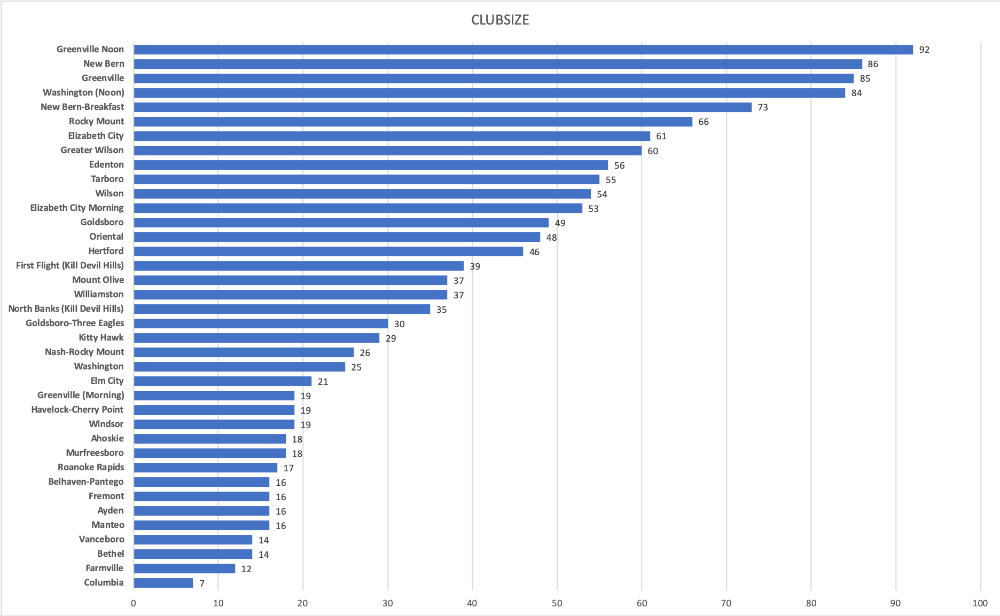 CLUBSIZE
Greenville Noon 92
New Bern 86
Greenville 85
Washington (Noon) 84
New Bern-Breakfast 73
Rocky Mount 66
Elizabeth City 61
Greater Wilson 60
Edenton 56
Tarboro 55
Wilson 54
Elizabeth City Morning 53
Goldsboro 49
Oriental 48
Hertford 46
First Flight (Kill Devil Hills) 39
Mount Olive 37
Williamston 37
North Banks (Kill Devil Hills) 35
Goldsboro-Three Eagles 30
Kitty Hawk 29
Nash-Rocky Mount 26
Washington 25
Elm City 21
Greenville (Morning) 19
Havelock-Cherry Point 19
Windsor 19
Ahoskie 18
Murfreesboro 18
Roanoke Rapids 17
Belhaven-Pantego 16
Fremont 16
Ayden 16
Manteo 16
Vanceboro 14
Bethel 14
Farmville 12
Columbia 7
0 10 20 30 40 50 60 70 80 90 100